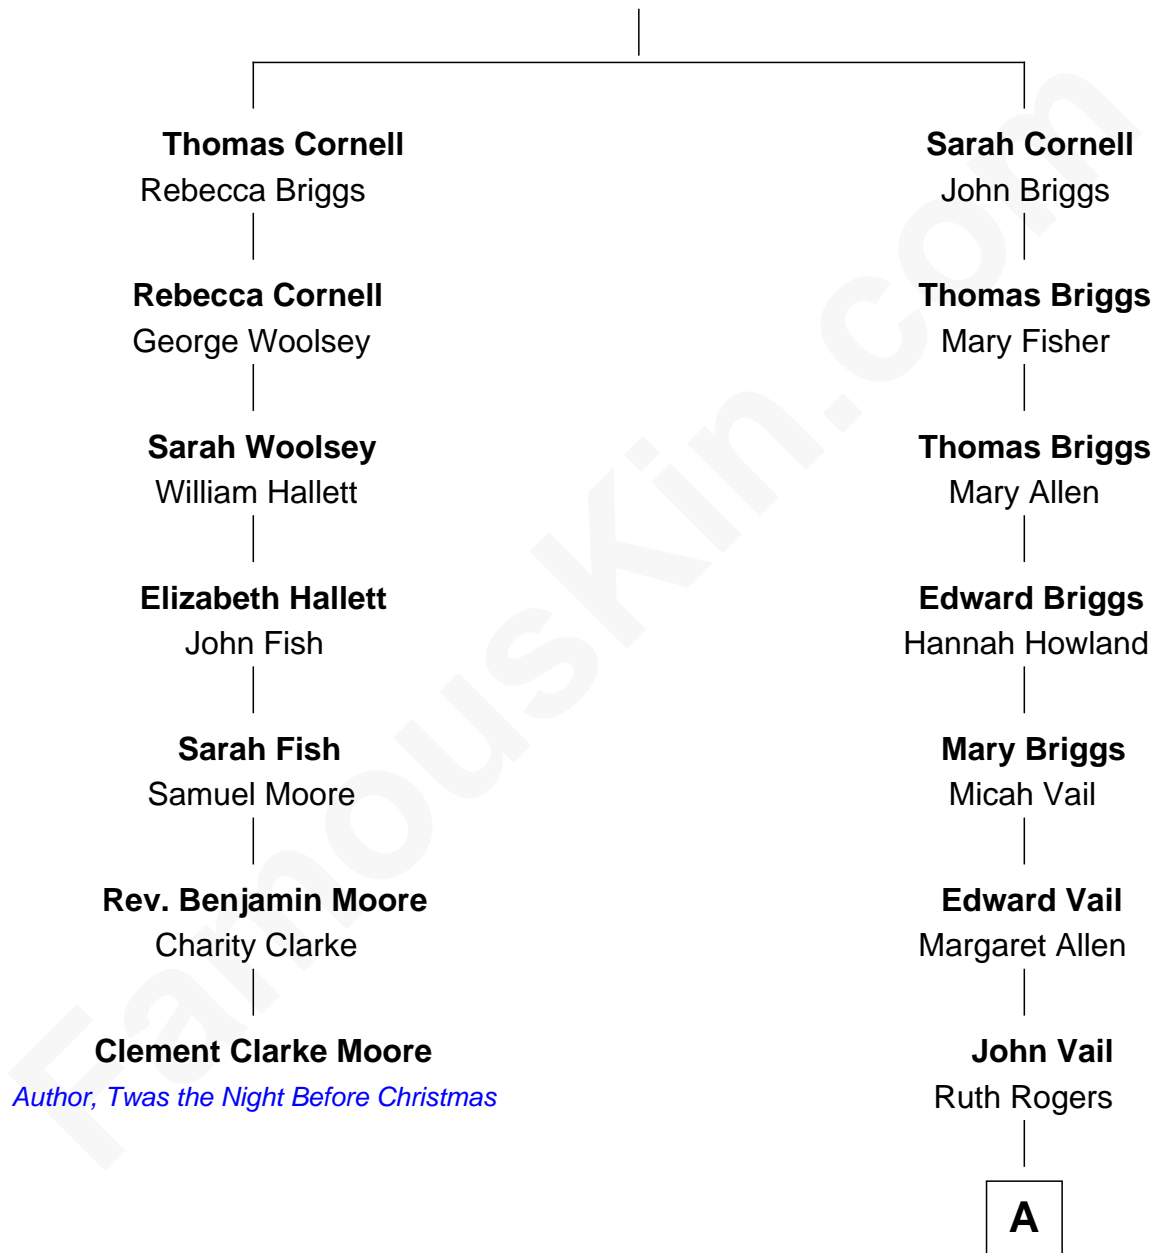 Thomas Cornell
Rebecca Briggs
Rebecca Cornell
George Woolsey
Sarah Woolsey
William Hallett
Elizabeth Hallett
John Fish
Sarah Fish
Samuel Moore
Rev. Benjamin Moore
Charity Clarke
Clement Clarke Moore
Author, Twas the Night Before Christmas
Sarah Cornell
John Briggs
Thomas Briggs
Mary Fisher
Thomas Briggs
Mary Allen
Edward Briggs
Hannah Howland
Mary Briggs
Micah Vail
Edward Vail
Margaret Allen
John Vail
Ruth Rogers
A
FamousKin.com